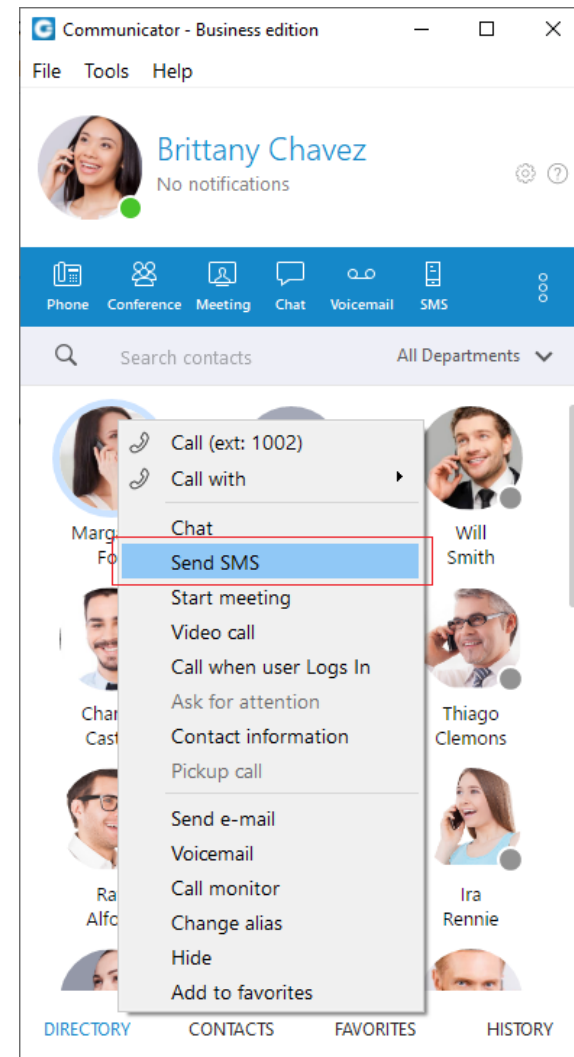 Communicator - Business edition
File Tools Help
Brittany Chavez
No notifications
Phone Conference Meeting Chat Voicemail SMS
Search contacts All Departments
Call (ext: 1002)
Call with
Chat
Send SMS
Start meeting
Video call
Call when user Logs In
Ask for attention
Contact information
Pickup call
Send e-mail
Voicemail
Call monitor
Change alias
Hide
Add to favorites
Will
Smith
Thiago
Clemons
Ira
Rennie
DIRECTORY CONTACTS FAVORITES HISTORY